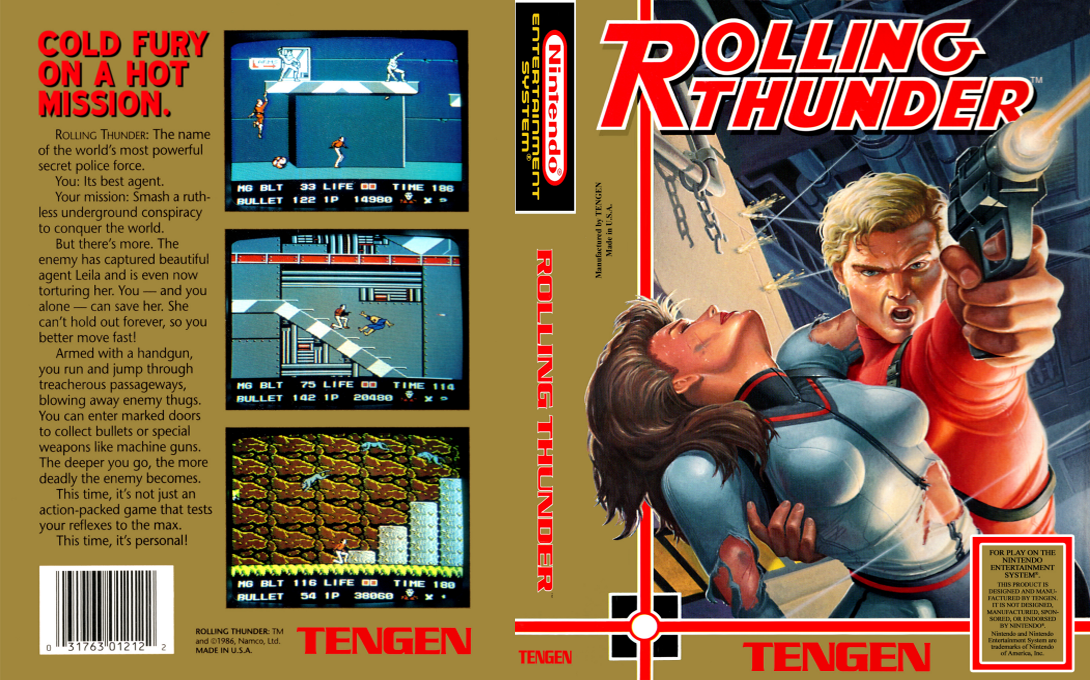 COLD FURY
ON A HOT
MISSION.
ROLLING THUNDER: The name
of the world's most powerful
secret police force.
You: Its best agent.
Your mission: Smash a ruth-
less underground conspiracy
to conquer the world.
But there's more. The
enemy has captured beautiful
agent Leila and is even now
torturing her. You — and you
alone — can save her. She
can't hold out forever, so you
better move fast!
Armed with a handgun,
you run and jump through
treacherous passageways,
blowing away enemy thugs.
You can enter marked doors
to collect bullets or special
weapons like machine guns.
The deeper you go, the more
deadly the enemy becomes.
This time, it's not just an
action-packed game that tests
your reflexes to the max.
This time, it's personal!
0 31763 01212 2
MG BLT 33 LIFE TIME 186
BULLET 122 1P 14980
MG BLT 75 LIFE TIME 114
BULLET 142 1P 20480
MG BLT 116 LIFE TIME 180
BULLET 54 1P 38060
ROLLING THUNDER: TM
and ©1986, Namco, Ltd.
MADE IN U.S.A.
TENGEN
Nintendo®
ENTERTAINMENT
SYSTEM®
Manufactured by TENGEN
Made in U.S.A.
ROLLING THUNDER™
TENGEN
ROLLING
THUNDER™
FOR PLAY ON THE
NINTENDO
ENTERTAINMENT
SYSTEM®.
THIS PRODUCT IS
DESIGNED AND MANU-
FACTURED BY TENGEN.
IT IS NOT DESIGNED,
MANUFACTURED, SPON-
SORED, OR ENDORSED
BY NINTENDO®.
Nintendo and Nintendo
Entertainment System are
trademarks of Nintendo
of America, Inc.
TENGEN